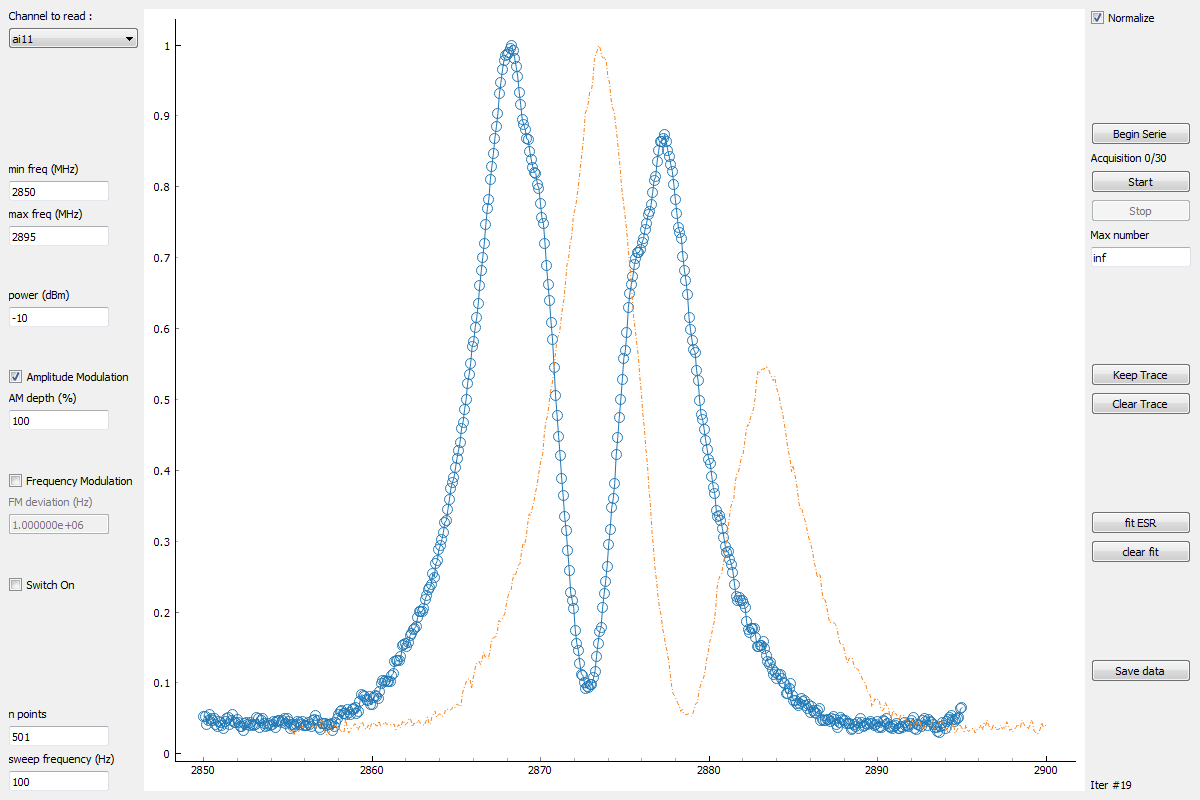 Channel to read :
ai11
min freq (MHz)
2850
max freq (MHz)
2895
power (dBm)
-10
Amplitude Modulation
AM depth (%)
100
Frequency Modulation
FM deviation (Hz)
1.000000e+06
Switch On
n points
501
sweep frequency (Hz)
100
1
0.9
0.8
0.7
0.6
0.5
0.4
0.3
0.2
0.1
0
2850 2860 2870 2880 2890 2900
Normalize
Begin Serie
Acquisition 0/30
Start
Stop
Max number
inf
Keep Trace
Clear Trace
fit ESR
clear fit
Save data
Iter #19